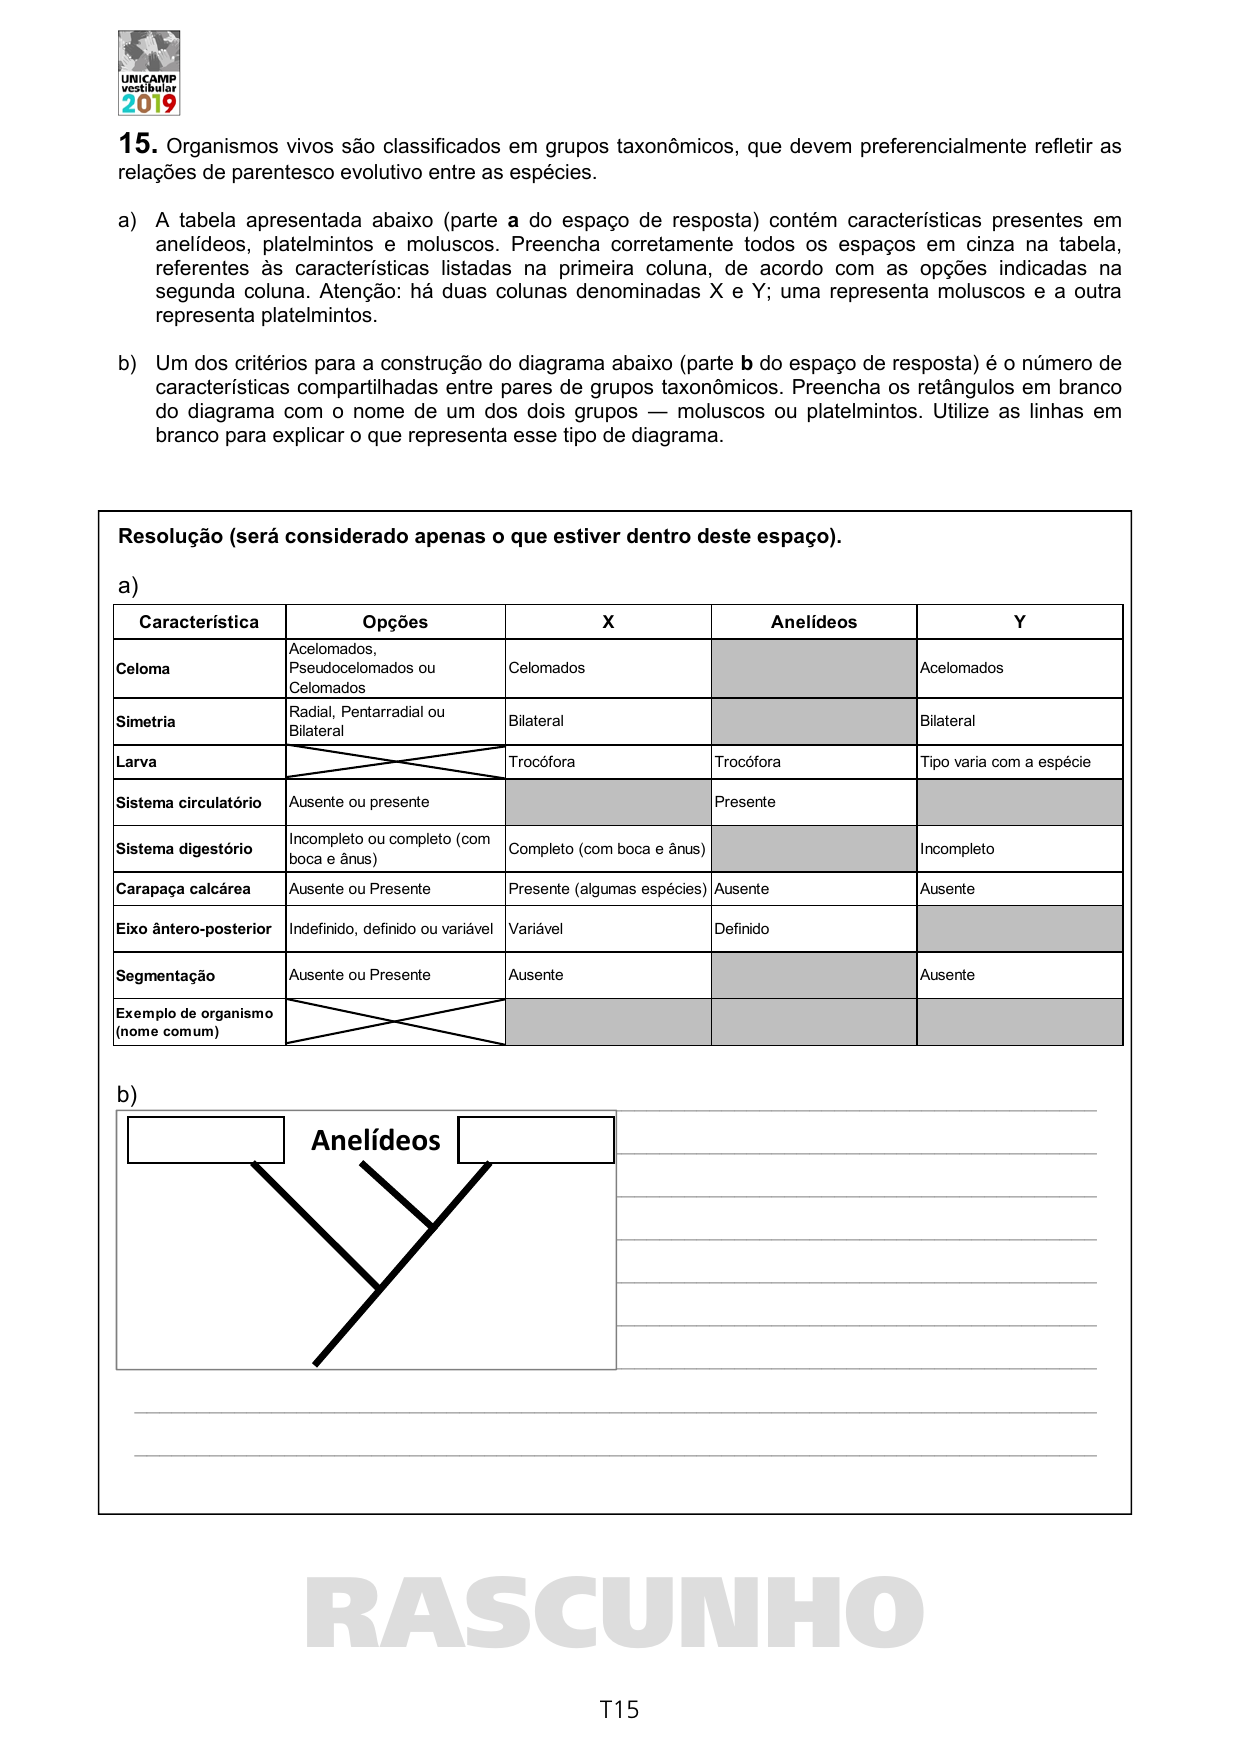 UNICAMP
vestibular
2019
15. Organismos vivos são classificados em grupos taxonômicos, que devem preferencialmente refletir as
relações de parentesco evolutivo entre as espécies.
a) A tabela apresentada abaixo (parte a do espaço de resposta) contém características presentes em
anelídeos, platelmintos e moluscos. Preencha corretamente todos os espaços em cinza na tabela,
referentes às características listadas na primeira coluna, de acordo com as opções indicadas na
segunda coluna. Atenção: há duas colunas denominadas X e Y; uma representa moluscos e a outra
representa platelmintos.
b) Um dos critérios para a construção do diagrama abaixo (parte b do espaço de resposta) é o número de
características compartilhadas entre pares de grupos taxonômicos. Preencha os retângulos em branco
do diagrama com o nome de um dos dois grupos — moluscos ou platelmintos. Utilize as linhas em
branco para explicar o que representa esse tipo de diagrama.
Resolução (será considerado apenas o que estiver dentro deste espaço).
a)
Característica Opções X Anelídeos Y
Celoma Acelomados, Pseudocelomados ou Celomados Celomados Acelomados
Simetria Radial, Pentarradial ou Bilateral Bilateral Bilateral
Larva Trocófora Trocófora Tipo varia com a espécie
Sistema circulatório Ausente ou presente Presente
Sistema digestório Incompleto ou completo (com boca e ânus) Completo (com boca e ânus) Incompleto
Carapaça calcárea Ausente ou Presente Presente (algumas espécies) Ausente Ausente
Eixo ântero-posterior Indefinido, definido ou variável Variável Definido
Segmentação Ausente ou Presente Ausente Ausente
Exemplo de organismo (nome comum)
b)
Anelídeos
RASCUNHO
T15